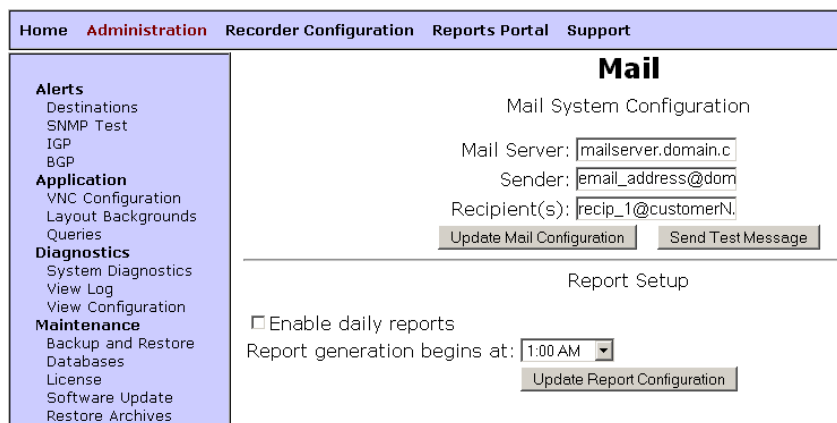 Home Administration Recorder Configuration Reports Portal Support
Alerts
Destinations
SNMP Test
IGP
BGP
Application
VNC Configuration
Layout Backgrounds
Queries
Diagnostics
System Diagnostics
View Log
View Configuration
Maintenance
Backup and Restore
Databases
License
Software Update
Restore Archives
Mail
Mail System Configuration
Mail Server: mailserver.domain.c
Sender: email_address@dom
Recipient(s): recip_1@customerN.
Update Mail Configuration Send Test Message
Report Setup
Enable daily reports
Report generation begins at: 1:00 AM
Update Report Configuration